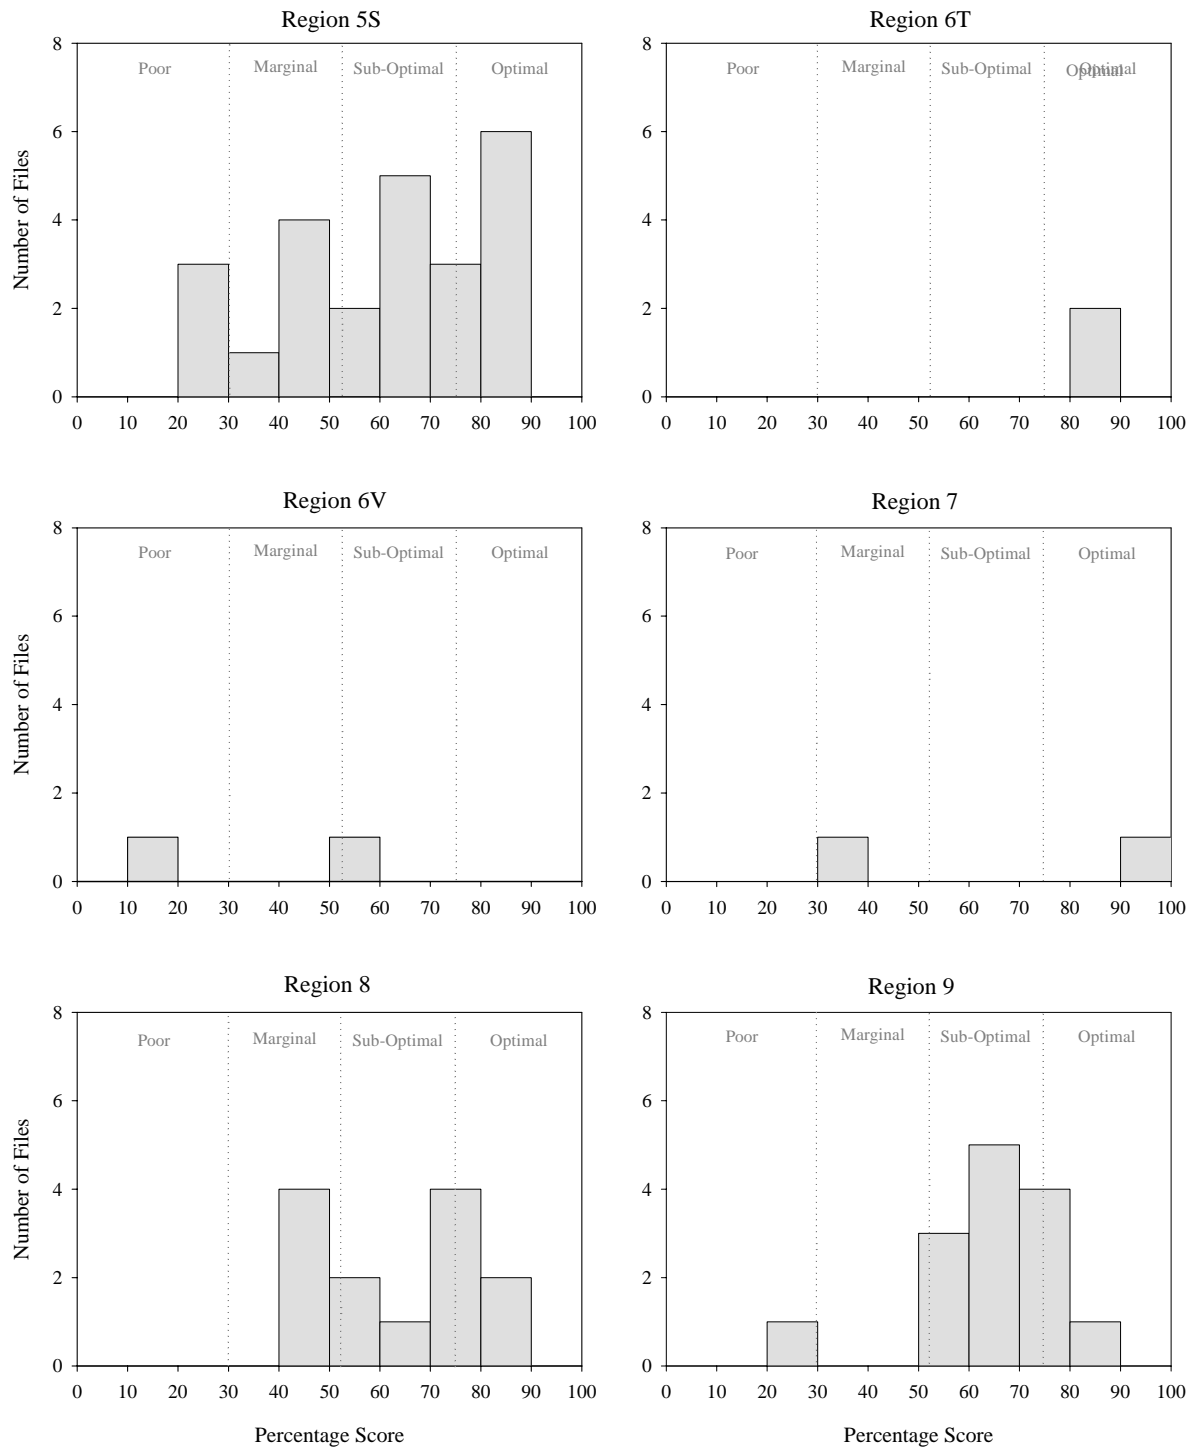 Region 5S
8
6
4
2
0
Number of Files
Poor Marginal Sub-Optimal Optimal
0 10 20 30 40 50 60 70 80 90 100
Region 6T
8
6
4
2
0
Poor Marginal Sub-Optimal Optimal
Optimal
0 10 20 30 40 50 60 70 80 90 100
Region 6V
8
6
4
2
0
Number of Files
Poor Marginal Sub-Optimal Optimal
0 10 20 30 40 50 60 70 80 90 100
Region 7
8
6
4
2
0
Poor Marginal Sub-Optimal Optimal
0 10 20 30 40 50 60 70 80 90 100
Region 8
8
6
4
2
0
Number of Files
Poor Marginal Sub-Optimal Optimal
0 10 20 30 40 50 60 70 80 90 100
Percentage Score
Region 9
8
6
4
2
0
Poor Marginal Sub-Optimal Optimal
0 10 20 30 40 50 60 70 80 90 100
Percentage Score